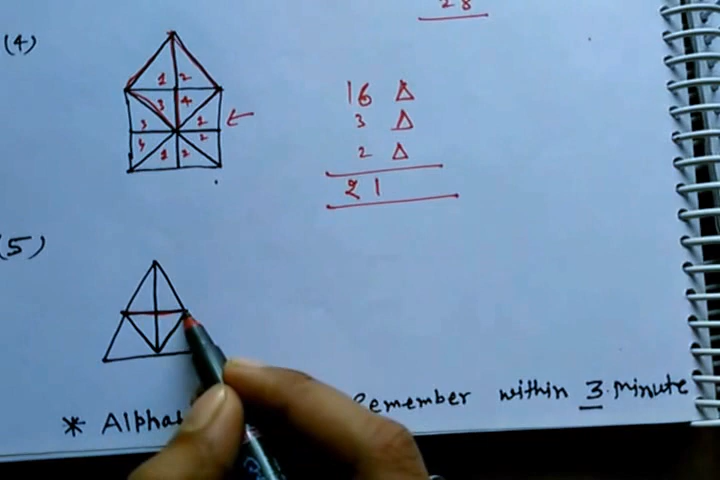 28
(4)
1 2
3 4
3 1 2
4 1 2 2
16 △
3 △
2 △
21
(5)
* Alpha
Remember within 3 minute